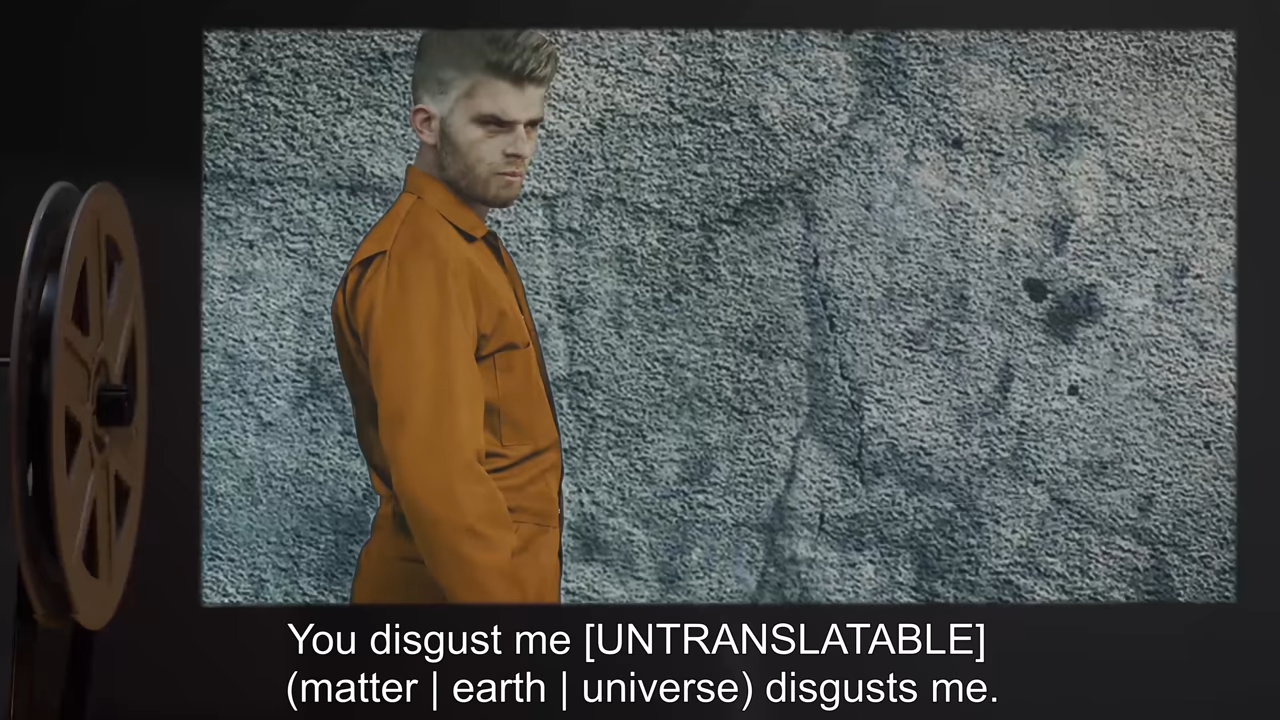 You disgust me [UNTRANSLATABLE]
(matter | earth | universe) disgusts me.